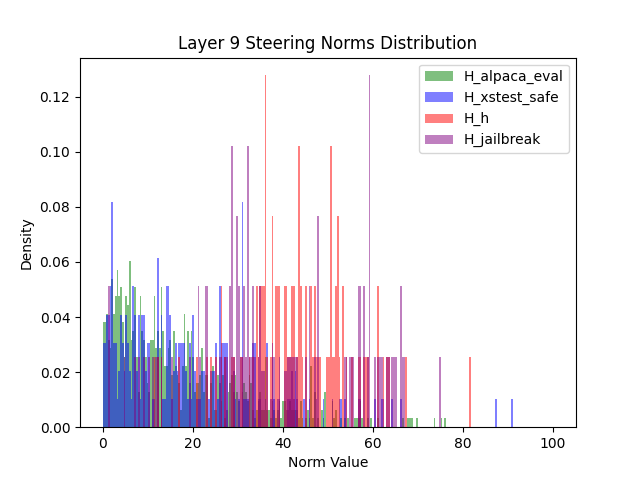 Layer 9 Steering Norms Distribution
H_alpaca_eval
H_xstest_safe
H_h
H_jailbreak
0.12
0.10
0.08
0.06
0.04
0.02
0.00
Density
0
20
40
60
80
100
Norm Value